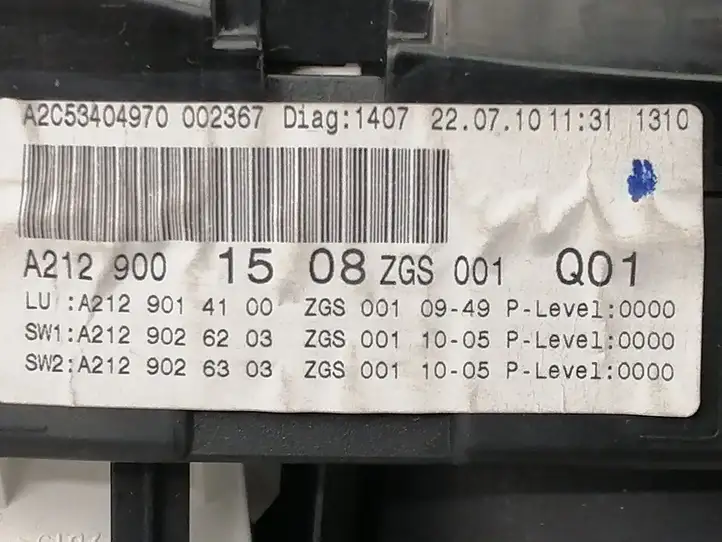 A2C53404970 002367 Diag:1407 22.07.10 11:31 1310
A212 900 15 08 ZGS 001 Q01
LU :A212 901 41 00 ZGS 001 09-49 P-Level:0000
SW1:A212 902 62 03 ZGS 001 10-05 P-Level:0000
SW2:A212 902 63 03 ZGS 001 10-05 P-Level:0000